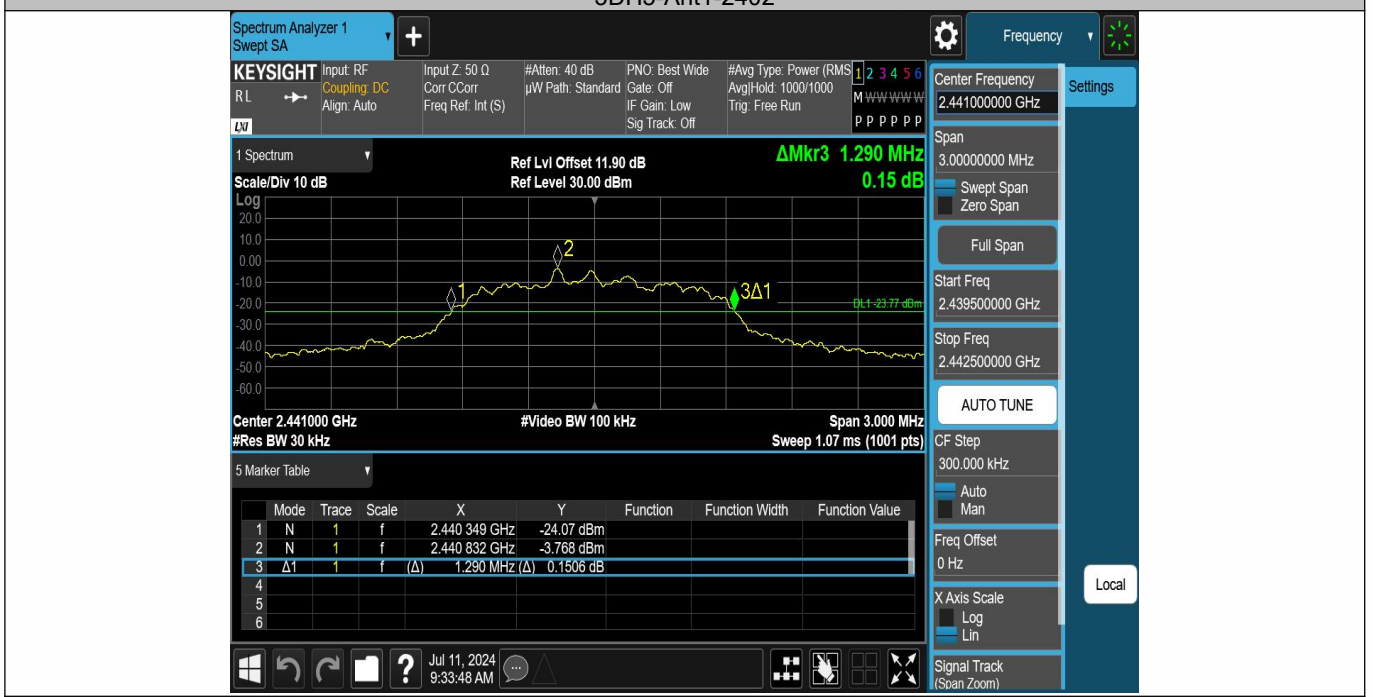 3DH5-Ant1-2402
Spectrum Analyzer 1
Swept SA
+
Frequency
KEYSIGHT
RL
LXI
Input: RF
Coupling: DC
Align: Auto
Input Z: 50 Ω
Corr CCorr
Freq Ref: Int (S)
#Atten: 40 dB
µW Path: Standard
PNO: Best Wide
Gate: Off
IF Gain: Low
Sig Track: Off
#Avg Type: Power (RMS
Avg|Hold: 1000/1000
Trig: Free Run
1 2 3 4 5 6
M W W W W W
P P P P P P
1 Spectrum
Scale/Div 10 dB
Ref Lvl Offset 11.90 dB
Ref Level 30.00 dBm
ΔMkr3 1.290 MHz
0.15 dB
Log
20.0
10.0
0.00
-10.0
-20.0
-30.0
-40.0
-50.0
-60.0
1
2
3Δ1
DL1 -23.77 dBm
Center 2.441000 GHz
#Video BW 100 kHz
Span 3.000 MHz
#Res BW 30 kHz
Sweep 1.07 ms (1001 pts)
5 Marker Table
Mode Trace Scale X Y Function Function Width Function Value
1 N 1 f 2.440 349 GHz -24.07 dBm
2 N 1 f 2.440 832 GHz -3.768 dBm
3 Δ1 1 f (Δ) 1.290 MHz (Δ) 0.1506 dB
4
5
6
?
Jul 11, 2024
9:33:48 AM
Center Frequency
2.441000000 GHz
Settings
Span
3.00000000 MHz
Swept Span
Zero Span
Full Span
Start Freq
2.439500000 GHz
Stop Freq
2.442500000 GHz
AUTO TUNE
CF Step
300.000 kHz
Auto
Man
Freq Offset
0 Hz
X Axis Scale
Log
Lin
Local
Signal Track
(Span Zoom)